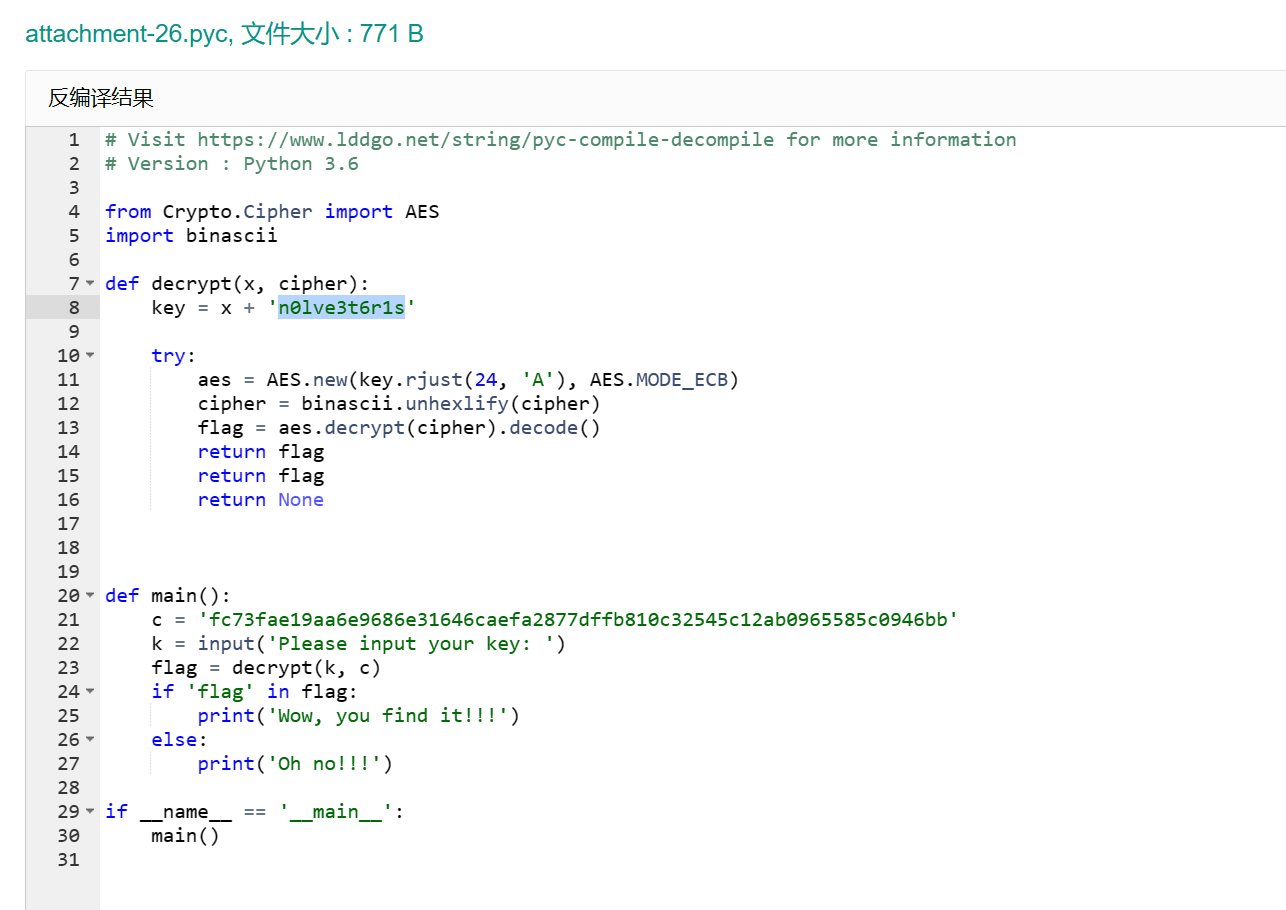 attachment-26.pyc, 文件大小 : 771 B
反编译结果
1 # Visit https://www.lddgo.net/string/pyc-compile-decompile for more information
2 # Version : Python 3.6
3
4 from Crypto.Cipher import AES
5 import binascii
6
7 def decrypt(x, cipher):
8     key = x + 'n0lve3t6r1s'
9
10     try:
11         aes = AES.new(key.rjust(24, 'A'), AES.MODE_ECB)
12         cipher = binascii.unhexlify(cipher)
13         flag = aes.decrypt(cipher).decode()
14         return flag
15         return flag
16         return None
17
18
19
20 def main():
21     c = 'fc73fae19aa6e9686e31646caefa2877dffb810c32545c12ab0965585c0946bb'
22     k = input('Please input your key: ')
23     flag = decrypt(k, c)
24     if 'flag' in flag:
25         print('Wow, you find it!!!')
26     else:
27         print('Oh no!!!')
28
29 if __name__ == '__main__':
30     main()
31